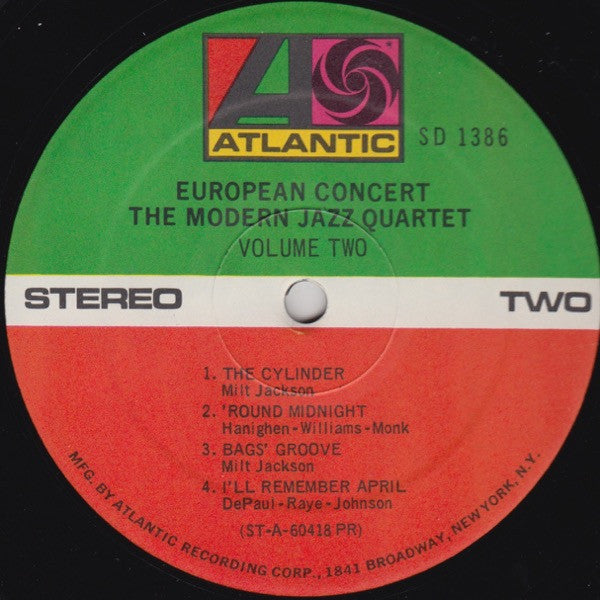 ATLANTIC
SD 1386
EUROPEAN CONCERT
THE MODERN JAZZ QUARTET
VOLUME TWO
STEREO
TWO
1. THE CYLINDER
Milt Jackson
2. 'ROUND MIDNIGHT
Hanighen-Williams-Monk
3. BAGS' GROOVE
Milt Jackson
4. I'LL REMEMBER APRIL
DePaul-Raye-Johnson
(ST-A-60418 PR)
MFG. BY ATLANTIC RECORDING CORP., 1841 BROADWAY, NEW YORK, N.Y.